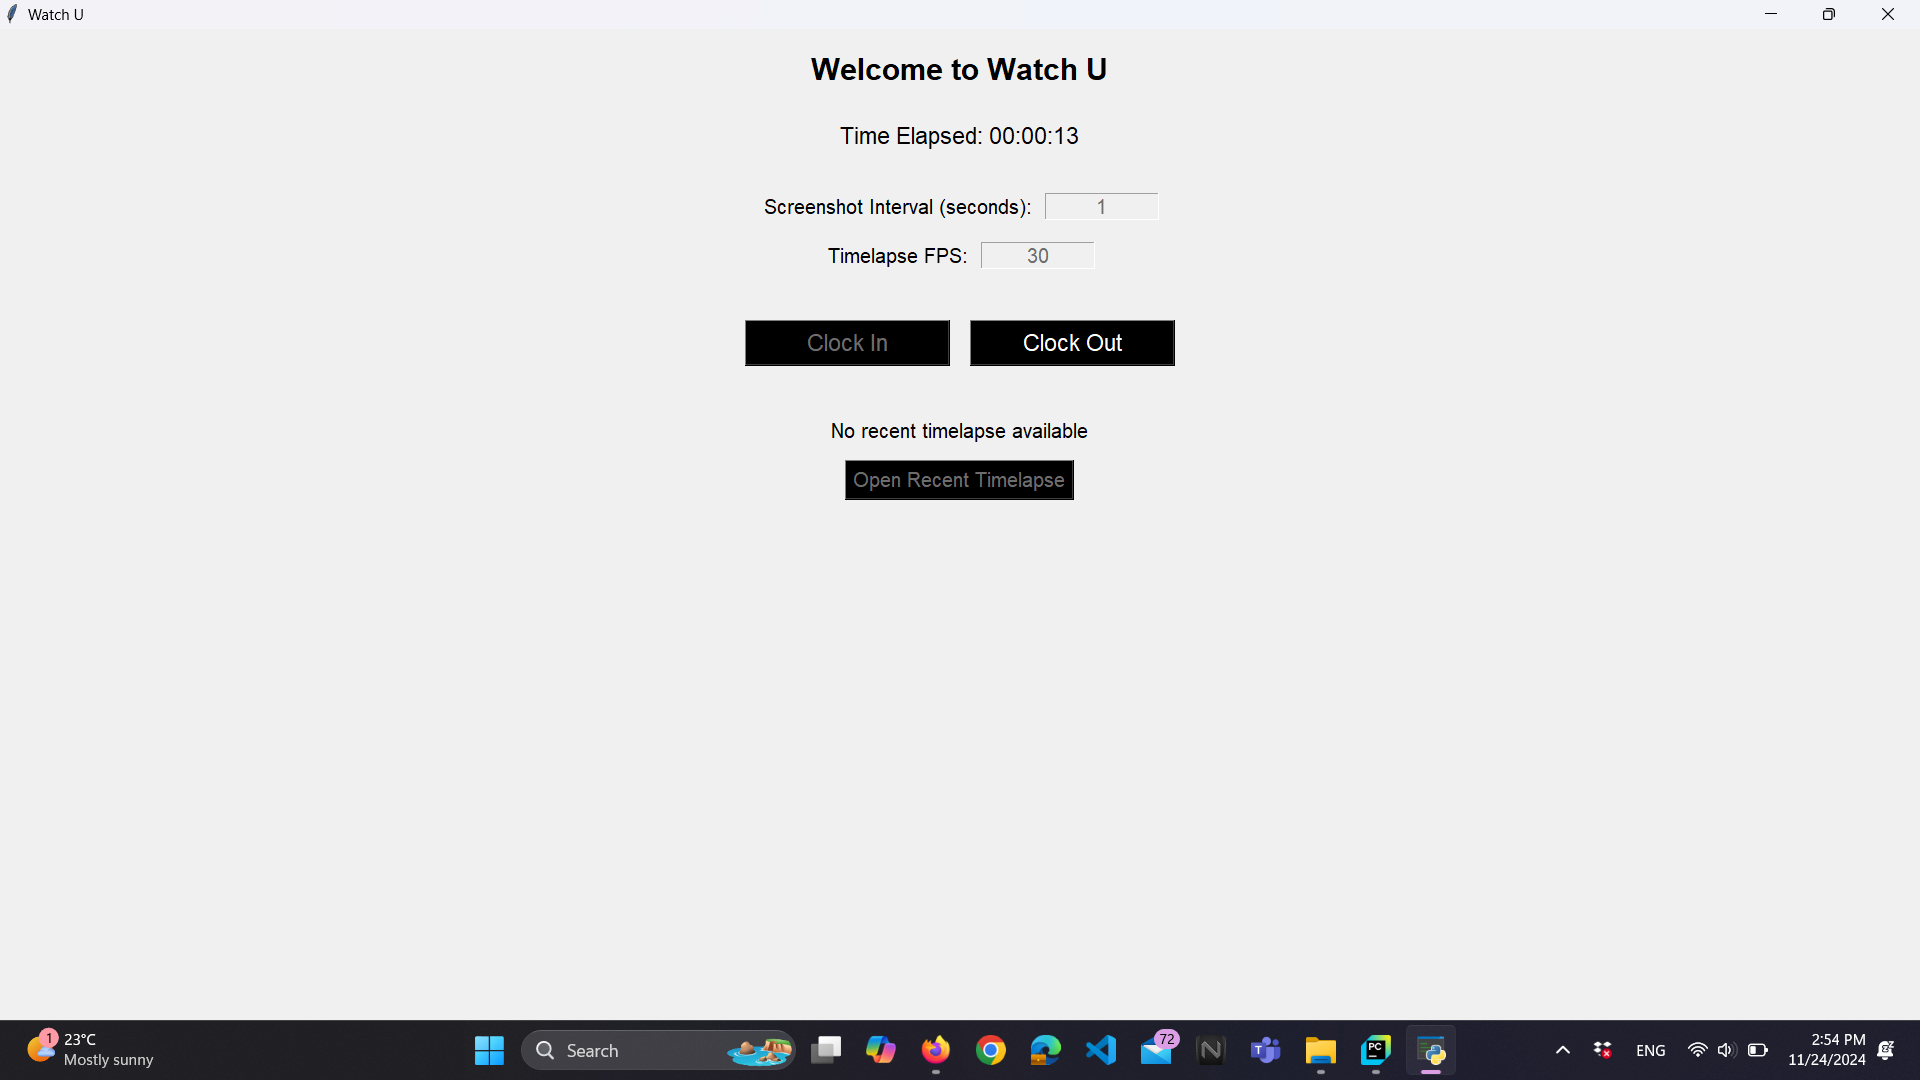 Watch U
Welcome to Watch U
Time Elapsed: 00:00:13
Screenshot Interval (seconds): 1
Timelapse FPS: 30
Clock In Clock Out
No recent timelapse available
Open Recent Timelapse
1 23°C
Mostly sunny
Search
72
N
T
PC
ENG
2:54 PM
11/24/2024